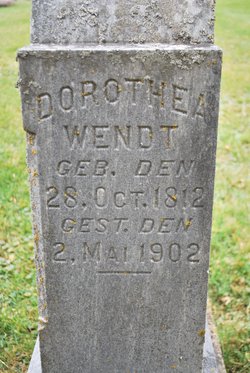 DOROTHEA
WENDT
GEB. DEN
28. OCT. 1812
GEST. DEN
2. MAI 1902